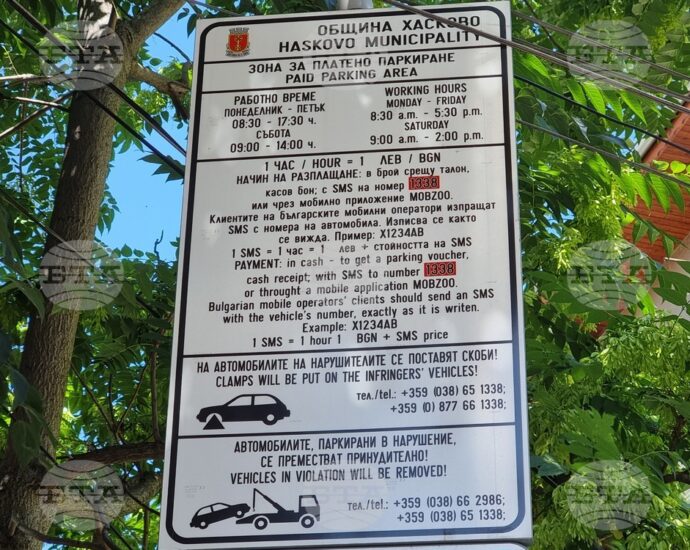 ОБЩИНА ХАСКОВО
HASKOVO MUNICIPALITY
ЗОНА ЗА ПЛАТЕНО ПАРКИРАНЕ
PAID PARKING AREA
РАБОТНО ВРЕМЕ
ПОНЕДЕЛНИК - ПЕТЪК
08:30 - 17:30 ч.
СЪБОТА
09:00 - 14:00 ч.
WORKING HOURS
MONDAY - FRIDAY
8:30 a.m. - 5:30 p.m.
SATURDAY
9:00 a.m. - 2:00 p.m.
1 ЧАС / HOUR = 1 ЛЕВ / BGN
НАЧИН НА РАЗПЛАЩАНЕ: в брой срещу талон,
касов бон; с SMS на номер 1338
или чрез мобилно приложение MOBZOO.
Клиентите на българските мобилни оператори изпращат
SMS с номера на автомобила. Изписва се както
се вижда. Пример: X1234AB
1 SMS = 1 час = 1 лев + стойността на SMS
PAYMENT: in cash - to get a parking voucher,
cash receipt; with SMS to number 1338
or throught a mobile application MOBZOO.
Bulgarian mobile operators' clients should send an SMS
with the vehicle's number, exactly as it is writen.
Example: X1234AB
1 SMS = 1 hour 1 BGN + SMS price
НА АВТОМОБИЛИТЕ НА НАРУШИТЕЛИТЕ СЕ ПОСТАВЯТ СКОБИ!
CLAMPS WILL BE PUT ON THE INFRINGERS' VEHICLES!
тел./tel.: +359 (038) 65 1338;
+359 (0) 877 66 1338;
АВТОМОБИЛИТЕ, ПАРКИРАНИ В НАРУШЕНИЕ,
СЕ ПРЕМЕСТВАТ ПРИНУДИТЕЛНО!
VEHICLES IN VIOLATION WILL BE REMOVED!
тел./tel.: +359 (038) 66 2986;
+359 (038) 65 1338;